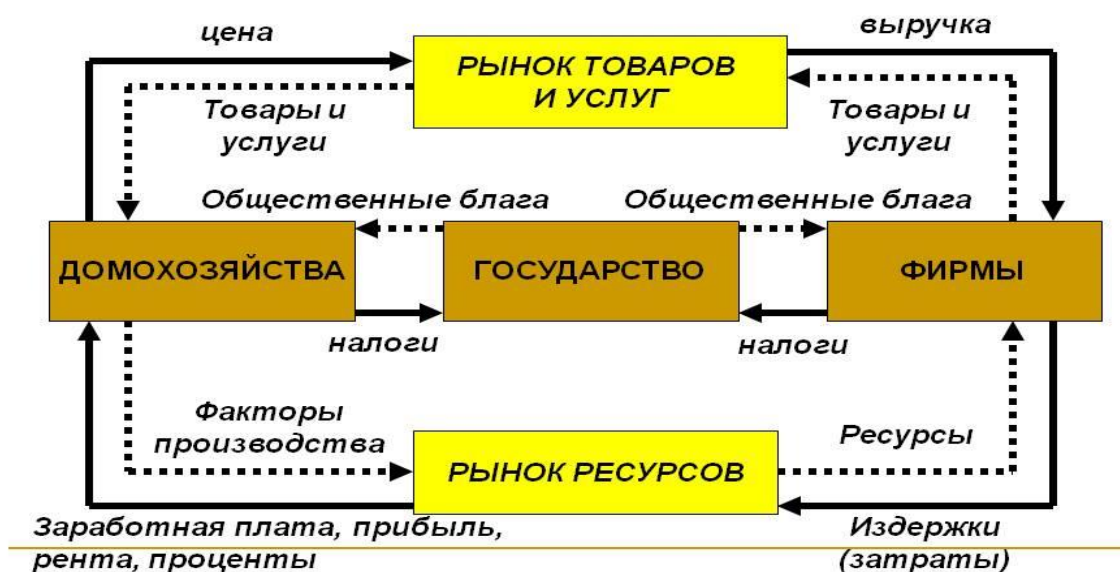 цена
выручка
РЫНОК ТОВАРОВ
И УСЛУГ
Товары и
услуги
Товары и
услуги
Общественные блага
Общественные блага
ДОМОХОЗЯЙСТВА
ГОСУДАРСТВО
ФИРМЫ
налоги
налоги
Факторы
производства
РЫНОК РЕСУРСОВ
Ресурсы
Заработная плата, прибыль,
рента, проценты
Издержки
(затраты)